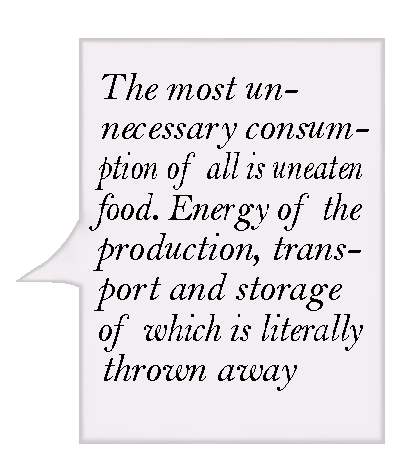 The most un-
necessary consum-
ption of all is uneaten
food. Energy of the
production, trans-
port and storage
of which is literally
thrown away